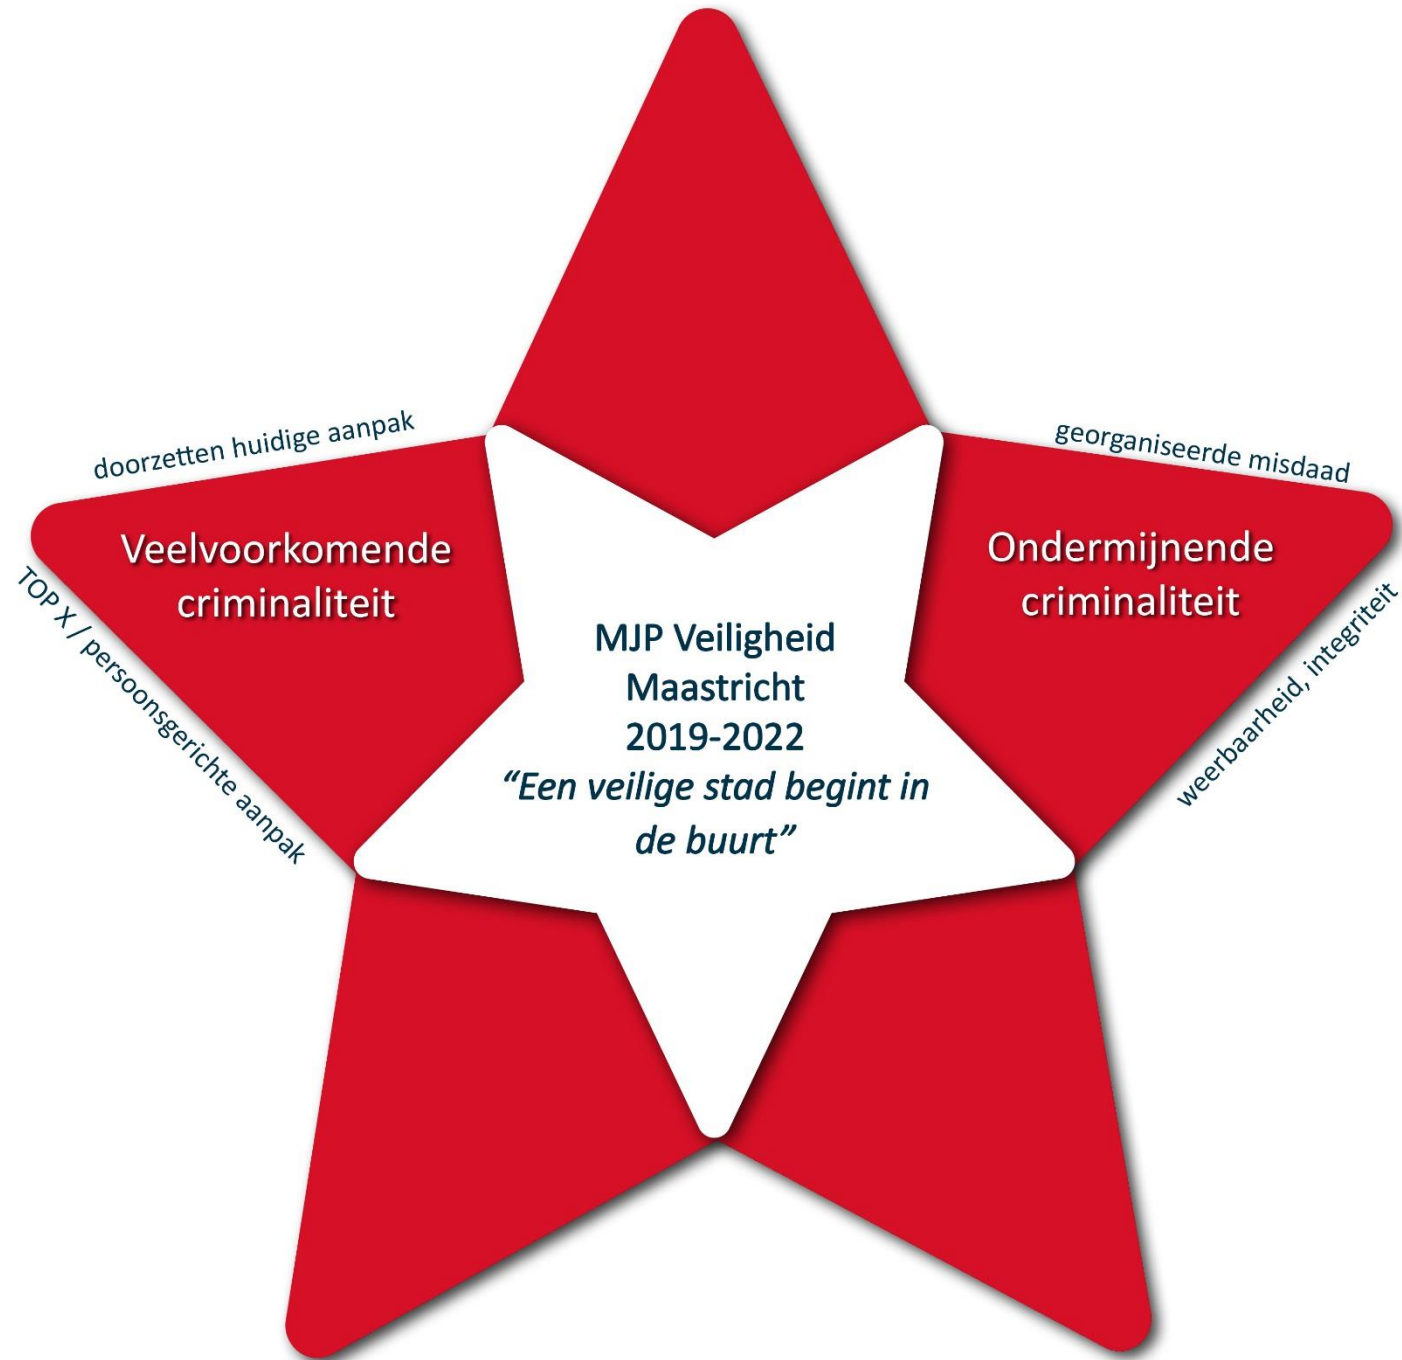 doorzetten huidige aanpak
georganiseerde misdaad
Veelvoorkomende
criminaliteit
Ondermijnende
criminaliteit
TOP X / persoonsgerichte aanpak
weerbaarheid, integriteit
MJP Veiligheid
Maastricht
2019-2022
“Een veilige stad begint in
de buurt”